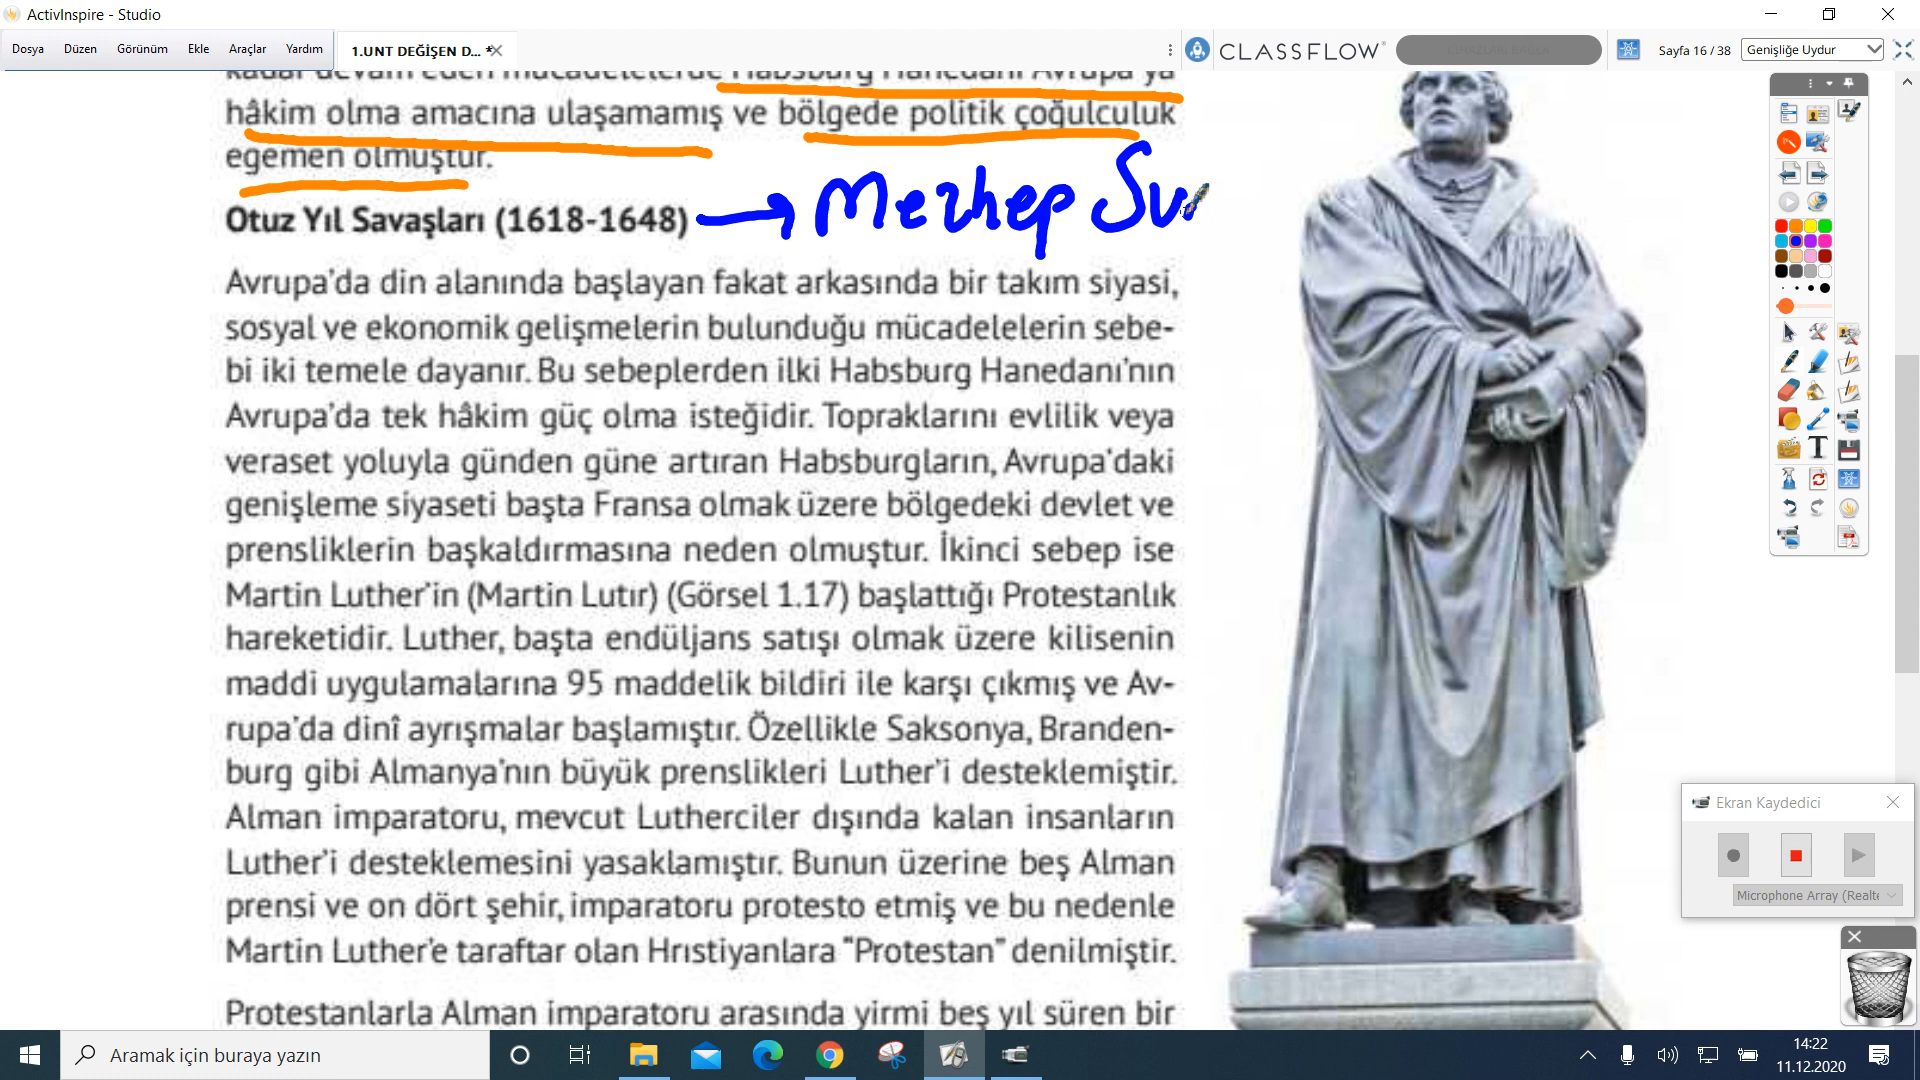 ActivInspire - Studio
Dosya Düzen Görünüm Ekle Araçlar Yardım
1.UNT DEĞİŞEN D... *
CLASSFLOW
Sayfa 16 / 38
Genişliğe Uydur
kadar devam eden mücadelelerde Habsburg Hanedanı Avrupa'ya
hâkim olma amacına ulaşamamış ve bölgede politik çoğulculuk
egemen olmuştur.
Otuz Yıl Savaşları (1618-1648) → Mezhep Sv
Avrupa'da din alanında başlayan fakat arkasında bir takım siyasi,
sosyal ve ekonomik gelişmelerin bulunduğu mücadelelerin sebe-
bi iki temele dayanır. Bu sebeplerden ilki Habsburg Hanedanı'nın
Avrupa'da tek hâkim güç olma isteğidir. Topraklarını evlilik veya
veraset yoluyla günden güne artıran Habsburgların, Avrupa'daki
genişleme siyaseti başta Fransa olmak üzere bölgedeki devlet ve
prensliklerin başkaldırmasına neden olmuştur. İkinci sebep ise
Martin Luther'in (Martin Lutır) (Görsel 1.17) başlattığı Protestanlık
hareketidir. Luther, başta endüljans satışı olmak üzere kilisenin
maddi uygulamalarına 95 maddelik bildiri ile karşı çıkmış ve Av-
rupa'da dinî ayrışmalar başlamıştır. Özellikle Saksonya, Branden-
burg gibi Almanya'nın büyük prenslikleri Luther'i desteklemiştir.
Alman imparatoru, mevcut Lutherciler dışında kalan insanların
Luther'i desteklemesini yasaklamıştır. Bunun üzerine beş Alman
prensi ve on dört şehir, imparatoru protesto etmiş ve bu nedenle
Martin Luther'e taraftar olan Hrıstiyanlara "Protestan" denilmiştir.
Protestanlarla Alman imparatoru arasında yirmi beş yıl süren bir
Ekran Kaydedici
Microphone Array (Realte
Aramak için buraya yazın
14:22
11.12.2020